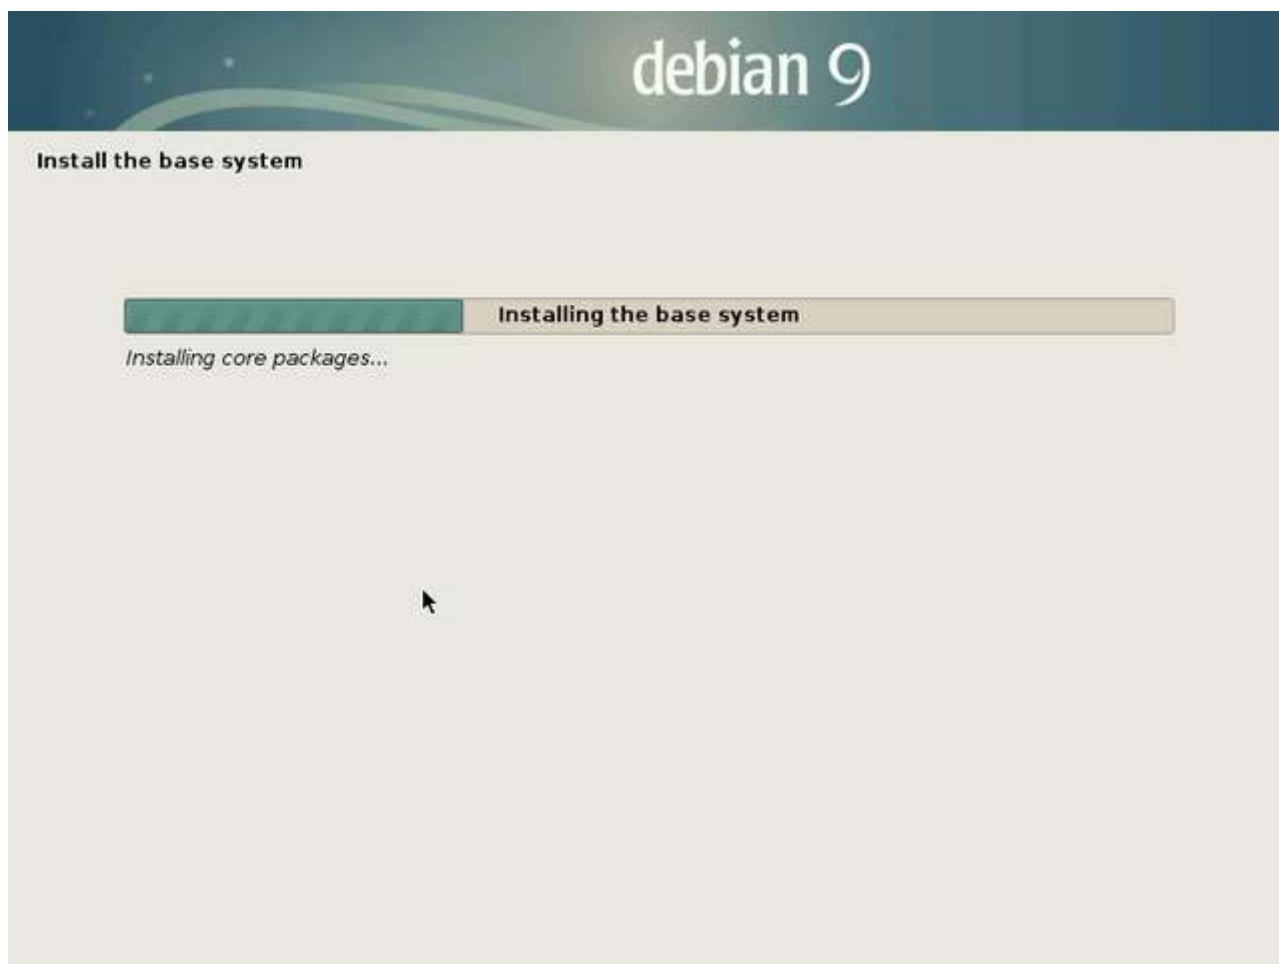 debian 9
Install the base system
Installing the base system
Installing core packages...